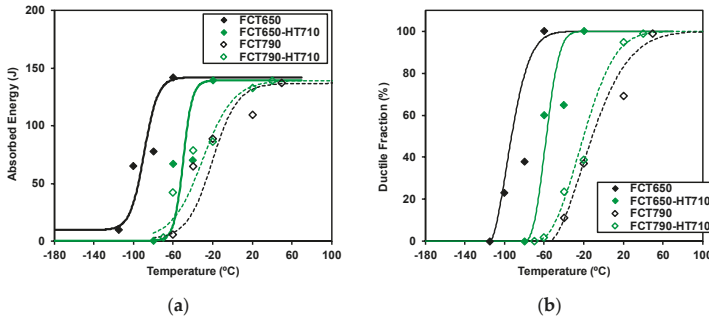 200
150
100
50
0
Absorbed Energy (J)
FCT650
FCT650-HT710
FCT790
FCT790-HT710
-180 -140 -100 -60 -20 20 60 100
Temperature (ºC)
(a)
100
80
60
40
20
0
Ductile Fraction (%)
FCT650
FCT650-HT710
FCT790
FCT790-HT710
-180 -140 -100 -60 -20 20 60 100
Temperature (ºC)
(b)